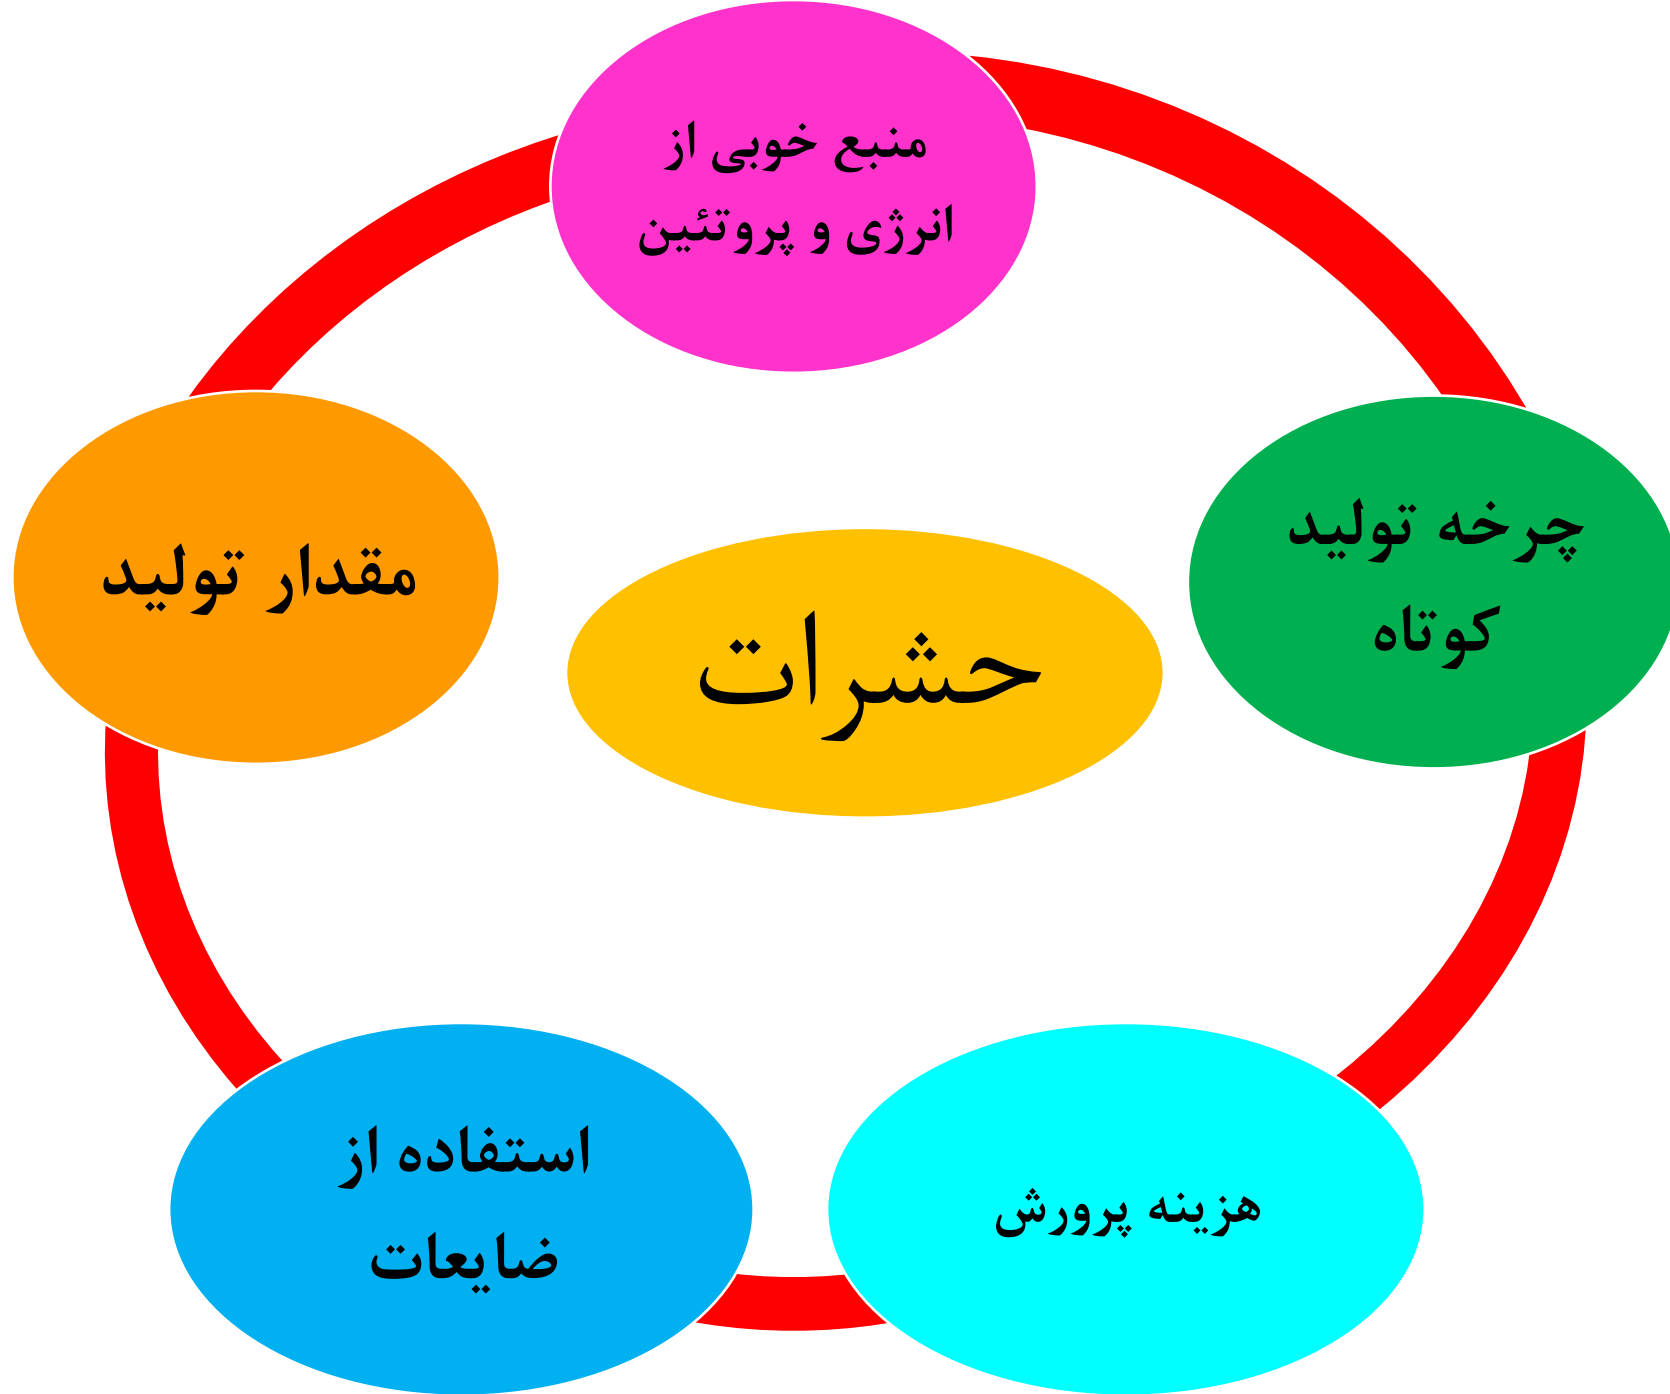 منبع خوبی از
انرژی و پروتئین
چرخه تولید
کوتاه
مقدار تولید
حشرات
استفاده از
ضایعات
هزینه پرورش